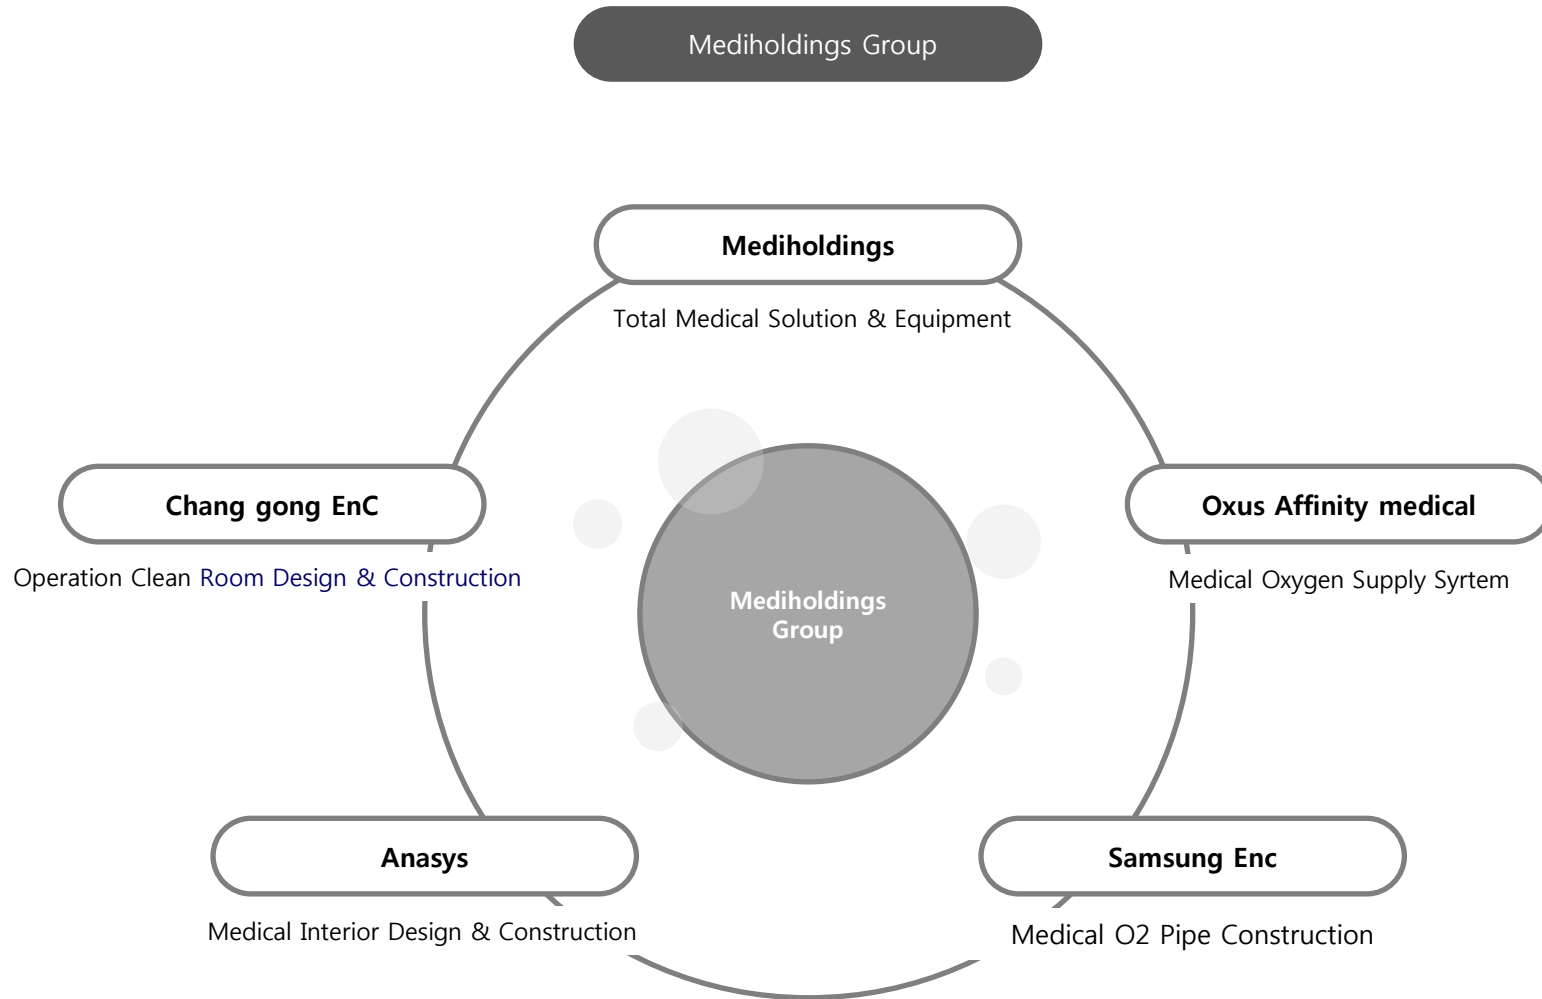 Mediholdings Group
Mediholdings
Total Medical Solution & Equipment
Chang gong EnC
Operation Clean Room Design & Construction
Oxus Affinity medical
Medical Oxygen Supply Syrtem
Mediholdings
Group
Anasys
Medical Interior Design & Construction
Samsung Enc
Medical O2 Pipe Construction